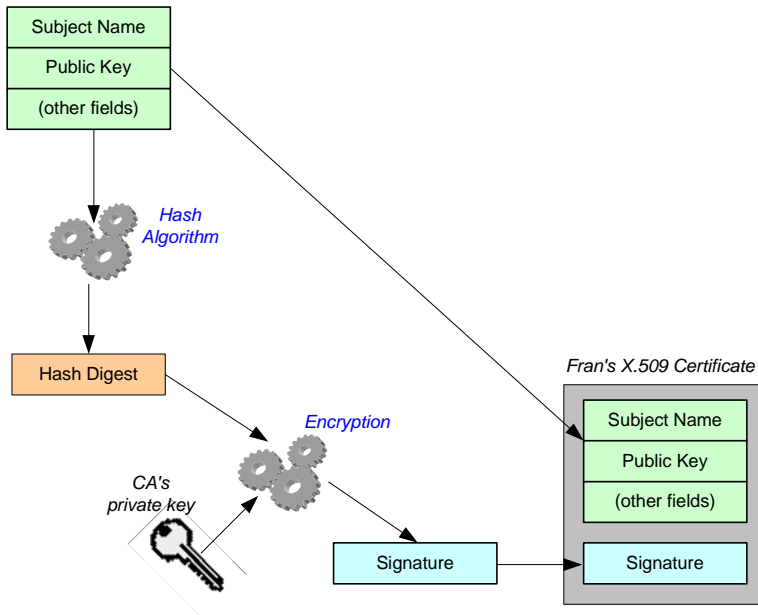 Subject Name
Public Key
(other fields)
Hash
Algorithm
Hash Digest
Encryption
CA's
private key
Signature
Fran's X.509 Certificate
Subject Name
Public Key
(other fields)
Signature